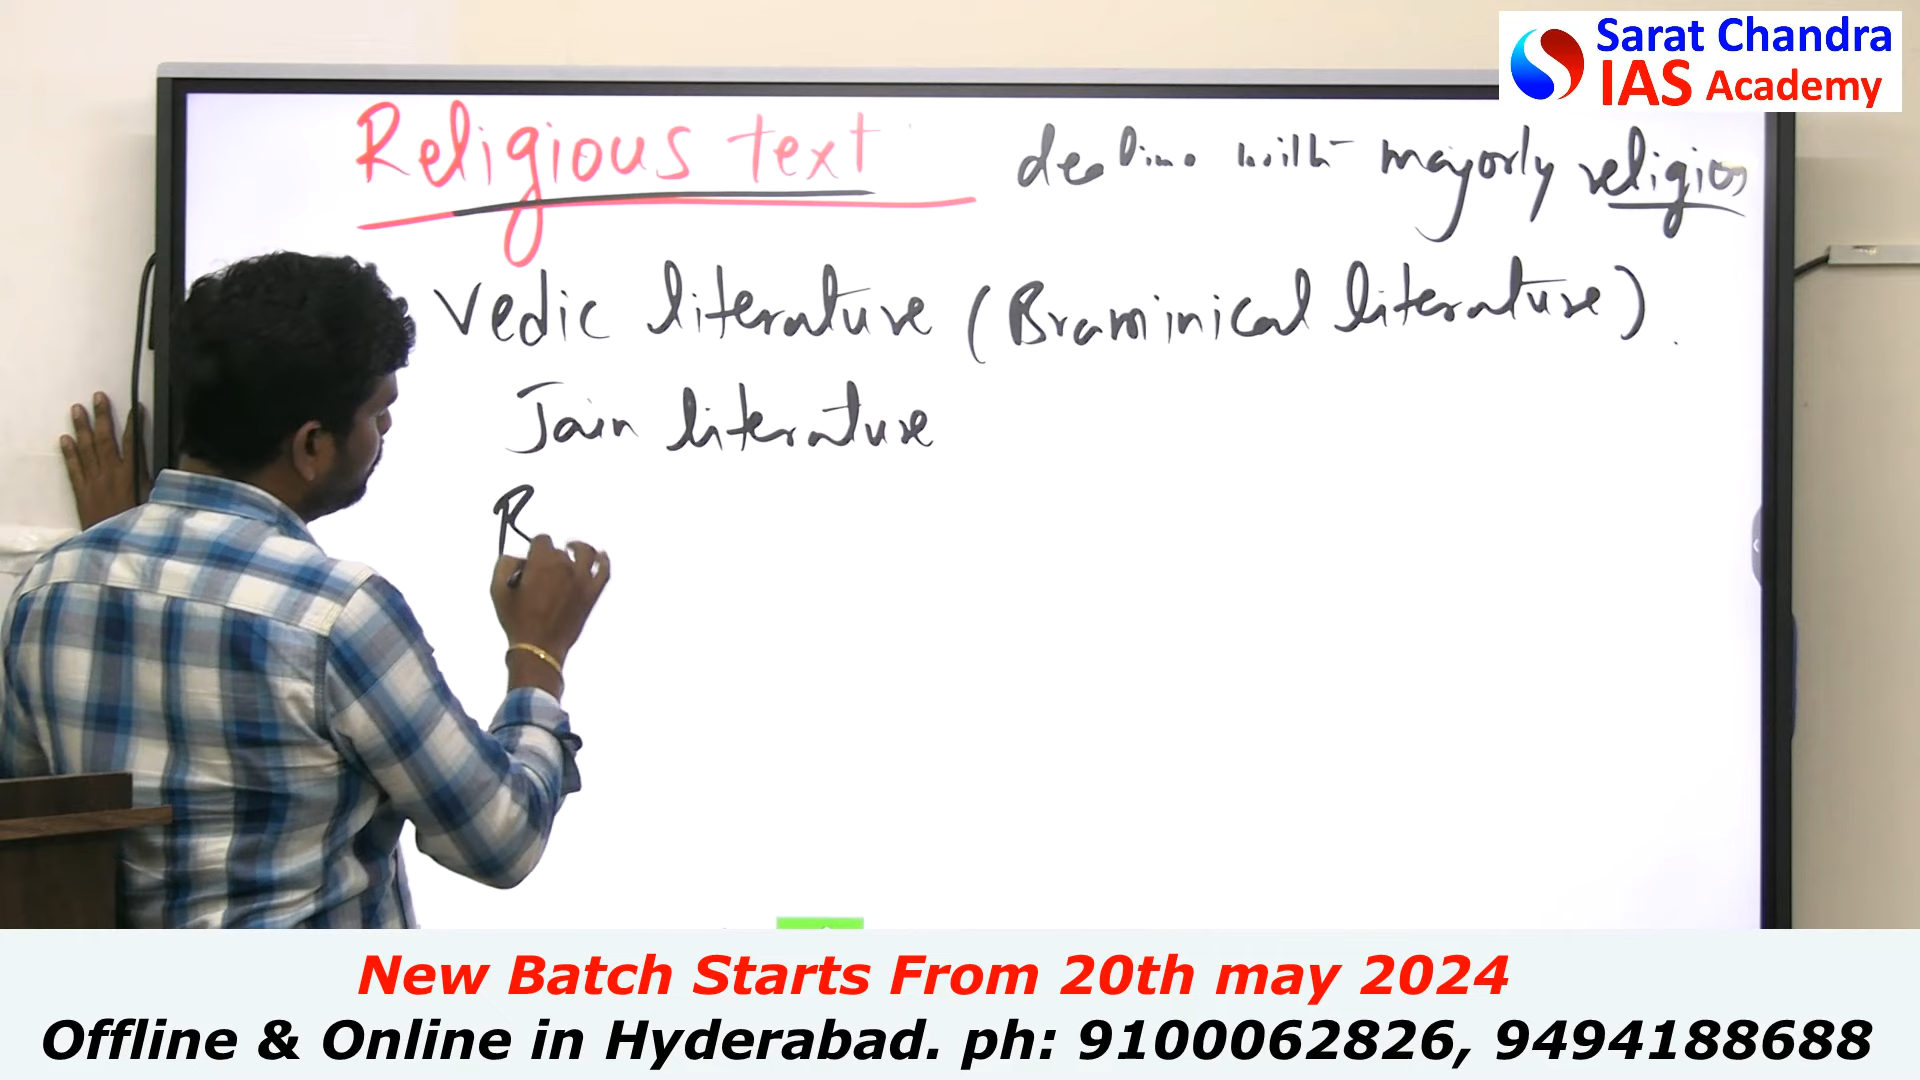 Sarat Chandra
IAS Academy
Religious text dealing with majorly religios
Vedic literature (Braminical literature).
Jain literature
B
New Batch Starts From 20th may 2024
Offline & Online in Hyderabad. ph: 9100062826, 9494188688